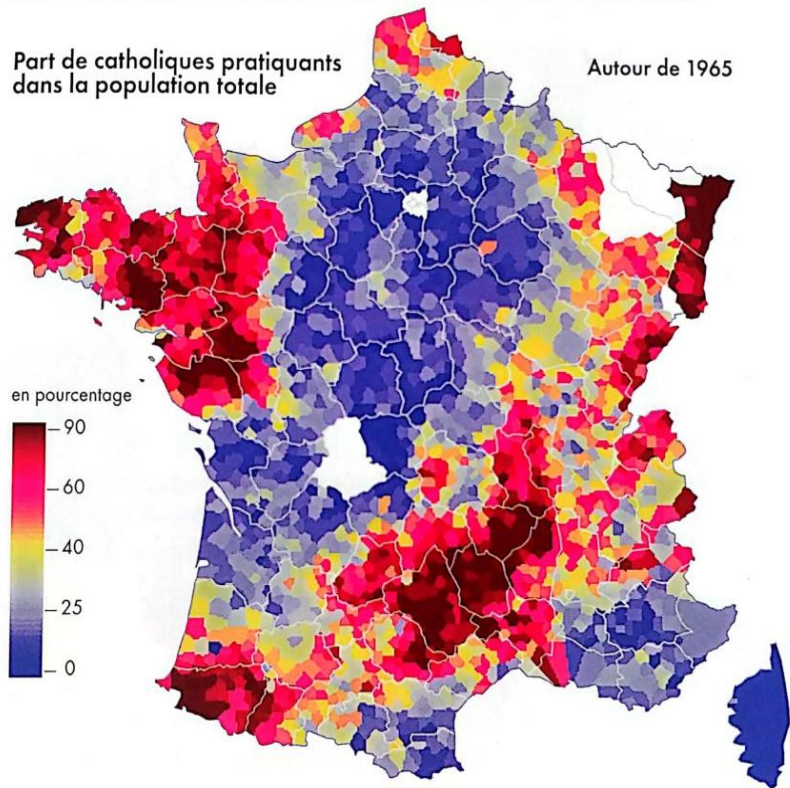 Part de catholiques pratiquants
dans la population totale
Autour de 1965
en pourcentage
90
60
40
25
0